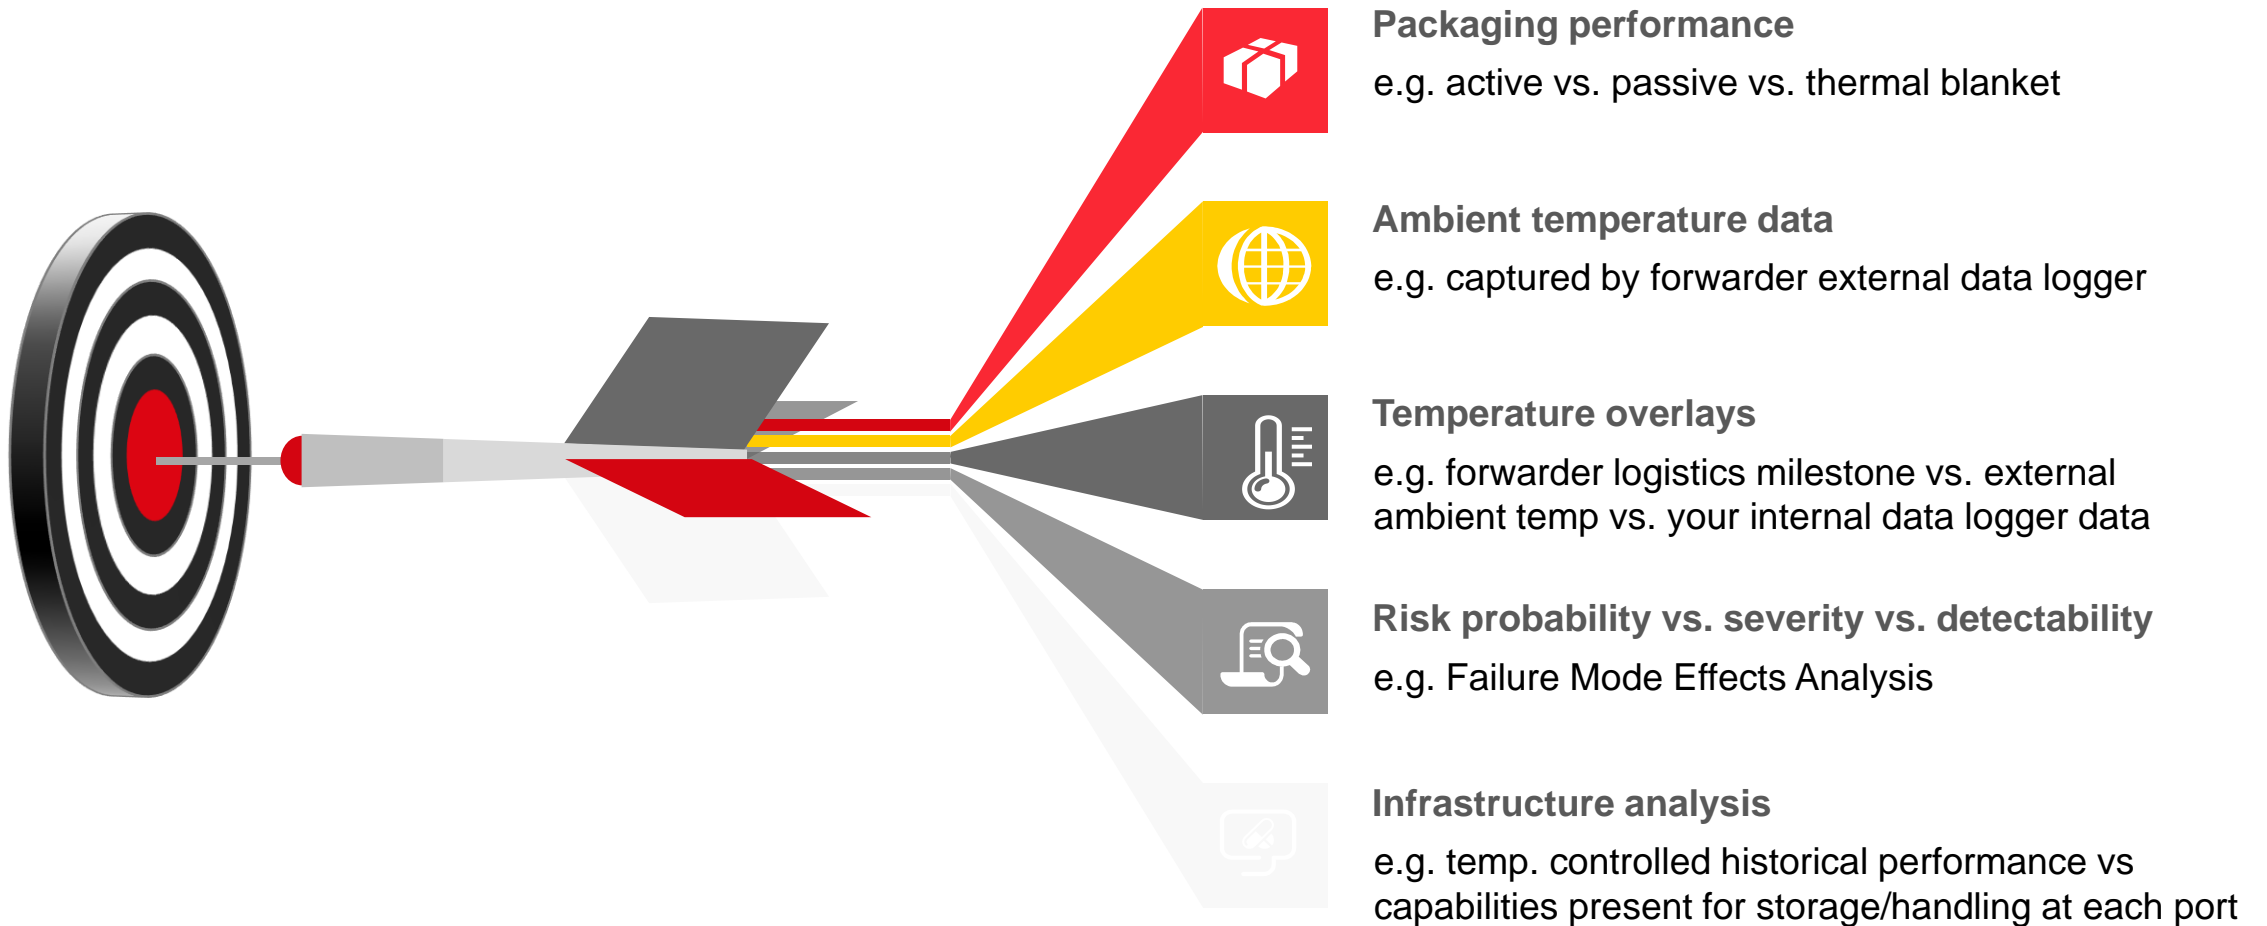 Packaging performance
e.g. active vs. passive vs. thermal blanket
Ambient temperature data
e.g. captured by forwarder external data logger
Temperature overlays
e.g. forwarder logistics milestone vs. external
ambient temp vs. your internal data logger data
Risk probability vs. severity vs. detectability
e.g. Failure Mode Effects Analysis
Infrastructure analysis
e.g. temp. controlled historical performance vs
capabilities present for storage/handling at each port